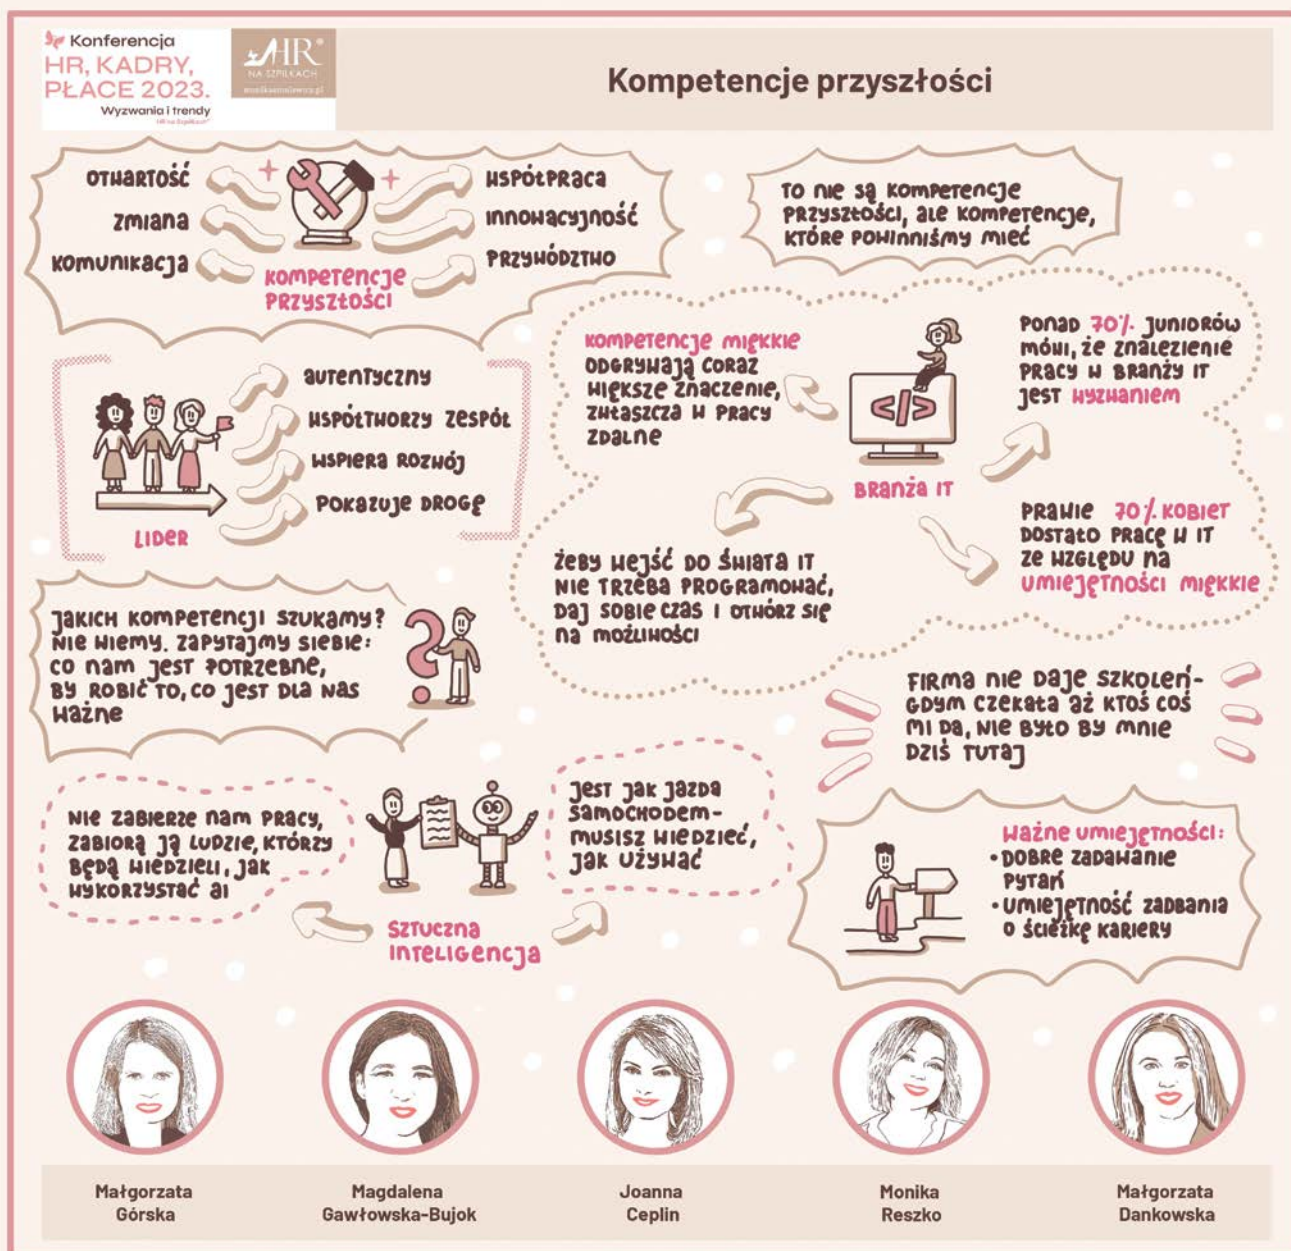 Konferencja
HR, KADRY,
PŁACE 2023.
Wyzwania i trendy
HR na Szpilkach
HR®
NA SZPILKACH
monikasmulewicz.pl
Kompetencje przyszłości
OTWARTOŚĆ
ZMIANA
KOMUNIKACJA
WSPÓŁPRACA
INNOWACYJNOŚĆ
PRZYWÓDZTWO
KOMPETENCJE
PRZYSZŁOŚCI
TO NIE SĄ KOMPETENCJE
PRZYSZŁOŚCI, ALE KOMPETENCJE,
KTÓRE POWINNIŚMY MIEĆ
AUTENTYCZNY
WSPÓŁTWORZY ZESPÓŁ
WSPIERA ROZWÓJ
POKAZUJE DROGĘ
LIDER
KOMPETENCJE MIĘKKIE
ODGRYWAJĄ CORAZ
WIĘKSZE ZNACZENIE,
ZWŁASZCZA W PRACY
ZDALNE
</>
BRANŻA IT
PONAD 70% JUNIORÓW
MÓWI, ŻE ZNALEZIENIE
PRACY W BRANŻY IT
JEST WYZWANIEM
PRAWIE 70% KOBIET
DOSTAŁO PRACĘ W IT
ZE WZGLĘDU NA
UMIEJĘTNOŚCI MIĘKKIE
ŻEBY WEJŚĆ DO ŚWIATA IT
NIE TRZEBA PROGRAMOWAĆ,
DAJ SOBIE CZAS I OTWÓRZ SIĘ
NA MOŻLIWOŚCI
JAKICH KOMPETENCJI SZUKAMY?
NIE WIEMY. ZAPYTAJMY SIEBIE:
CO NAM JEST POTRZEBNE,
BY ROBIĆ TO, CO JEST DLA NAS
WAŻNE
?
FIRMA NIE DAJE SZKOLEŃ-
GDYM CZEKAŁA AŻ KTOŚ COŚ
MI DA, NIE BYŁO BY MNIE
DZIŚ TUTAJ
NIE ZABIERZE NAM PRACY,
ZABIORĄ JĄ LUDZIE, KTÓRZY
BĘDĄ WIEDZIELI, JAK
WYKORZYSTAĆ AI
JEST JAK JAZDA
SAMOCHODEM-
MUSISZ WIEDZIEĆ,
JAK UŻYWAĆ
SZTUCZNA
INTELIGENCJA
WAŻNE UMIEJĘTNOŚCI:
• DOBRE ZADAWANIE
PYTAŃ
• UMIEJĘTNOŚĆ ZADBANIA
O ŚCIEŻKĘ KARIERY
Małgorzata
Górska
Magdalena
Gawłowska-Bujok
Joanna
Ceplin
Monika
Reszko
Małgorzata
Dankowska